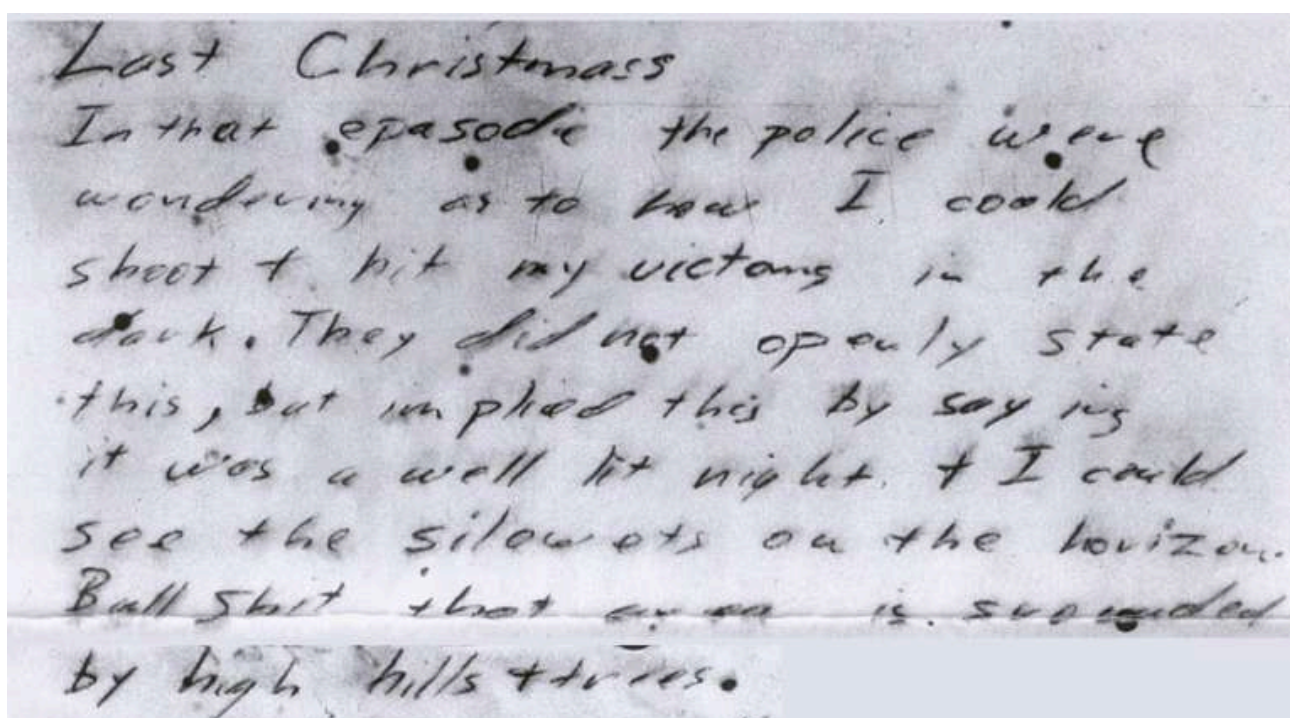 Last Christmass
In that epasode the police were
wondering as to how I could
shoot + hit my victoms in the
dark. They did not openly state
this, but implied this by saying
it was a well lit night + I could
see the silowets on the horizon.
Bull Shit that area is srounded
by high hills + trees.